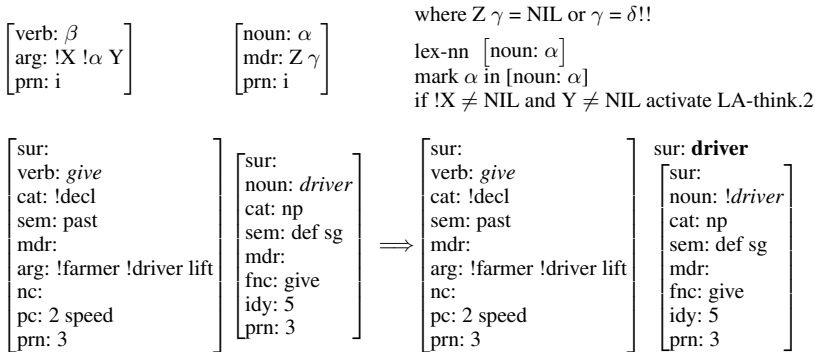 where Z γ = NIL or γ = δ!!
verb: β
arg: !X !α Y
prn: i
noun: α
mdr: Z γ
prn: i
lex-nn [noun: α]
mark α in [noun: α]
if !X ≠ NIL and Y ≠ NIL activate LA-think.2
sur:
verb: give
cat: !decl
sem: past
mdr:
arg: !farmer !driver lift
nc:
pc: 2 speed
prn: 3
sur:
noun: driver
cat: np
sem: def sg
mdr:
fnc: give
idy: 5
prn: 3
⟹
sur:
verb: give
cat: !decl
sem: past
mdr:
arg: !farmer !driver lift
nc:
pc: 2 speed
prn: 3
sur: driver
sur:
noun: !driver
cat: np
sem: def sg
mdr:
fnc: give
idy: 5
prn: 3